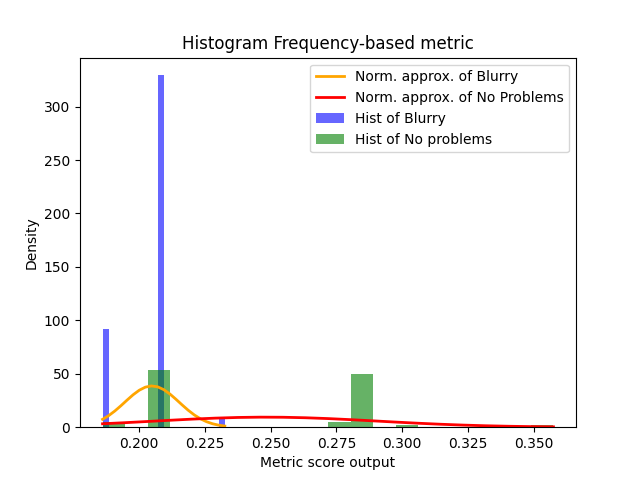 Histogram Frequency-based metric
Norm. approx. of Blurry
Norm. approx. of No Problems
Hist of Blurry
Hist of No problems
Density
300
250
200
150
100
50
0
0.200
0.225
0.250
0.275
0.300
0.325
0.350
Metric score output